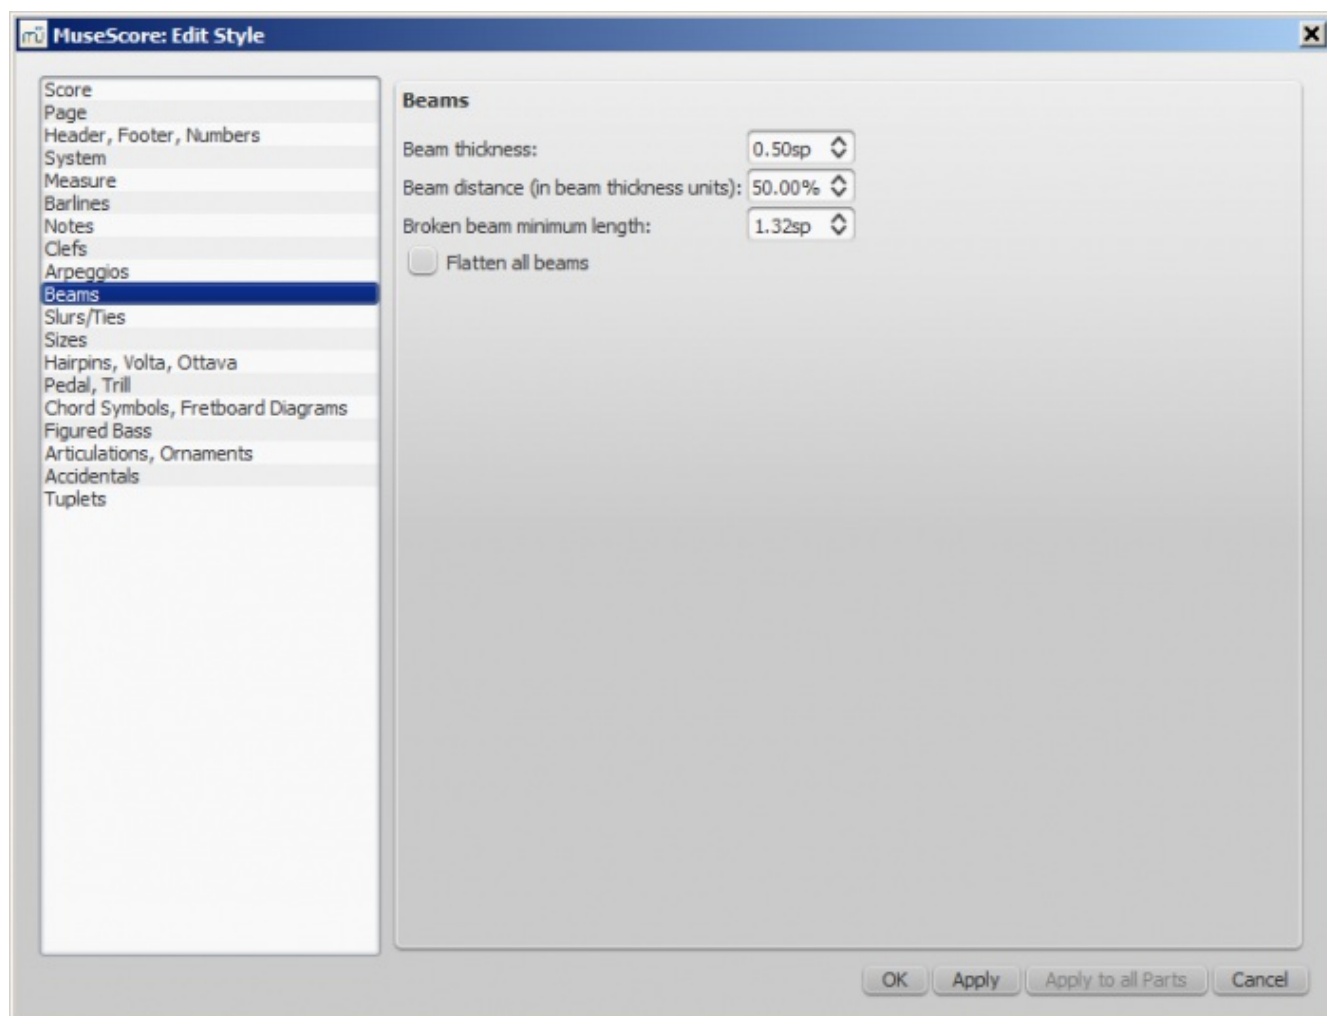 mü MuseScore: Edit Style
Score
Page
Header, Footer, Numbers
System
Measure
Barlines
Notes
Clefs
Arpeggios
Beams
Slurs/Ties
Sizes
Hairpins, Volta, Ottava
Pedal, Trill
Chord Symbols, Fretboard Diagrams
Figured Bass
Articulations, Ornaments
Accidentals
Tuplets
Beams
Beam thickness: 0.50sp
Beam distance (in beam thickness units): 50.00%
Broken beam minimum length: 1.32sp
Flatten all beams
OK Apply Apply to all Parts Cancel